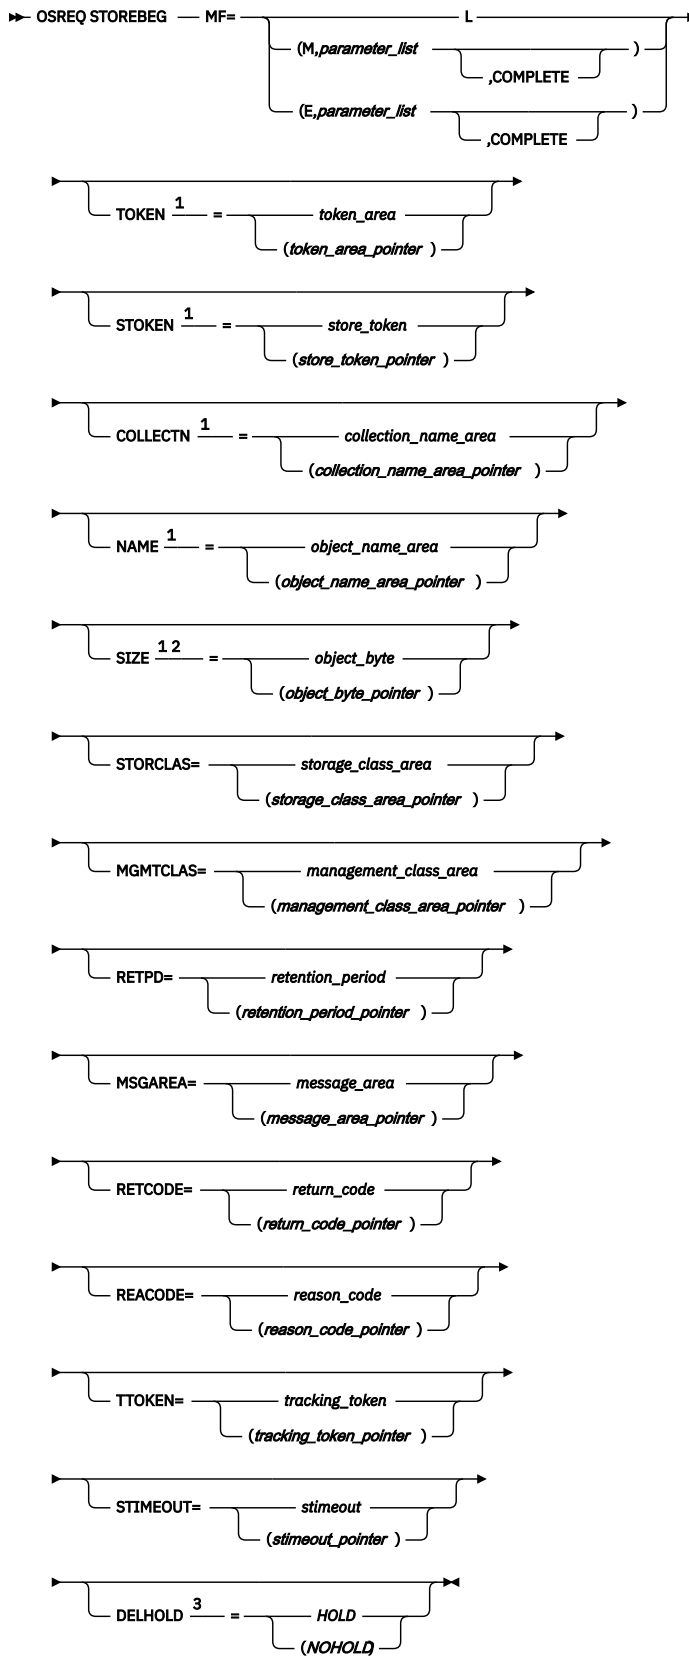 OSREQ STOREBEG MF= L
(M,parameter_list )
,COMPLETE
(E,parameter_list )
,COMPLETE
TOKEN 1 = token_area
(token_area_pointer )
STOKEN 1 = store_token
(store_token_pointer )
COLLECTN 1 = collection_name_area
(collection_name_area_pointer )
NAME 1 = object_name_area
(object_name_area_pointer )
SIZE 1 2 = object_byte
(object_byte_pointer )
STORCLAS= storage_class_area
(storage_class_area_pointer )
MGMTCLAS= management_class_area
(management_class_area_pointer )
RETPD= retention_period
(retention_period_pointer )
MSGAREA= message_area
(message_area_pointer )
RETCODE= return_code
(return_code_pointer )
REACODE= reason_code
(reason_code_pointer )
TTOKEN= tracking_token
(tracking_token_pointer )
STIMEOUT= stimeout
(stimeout_pointer )
DELHOLD 3 = HOLD
(NOHOLD)